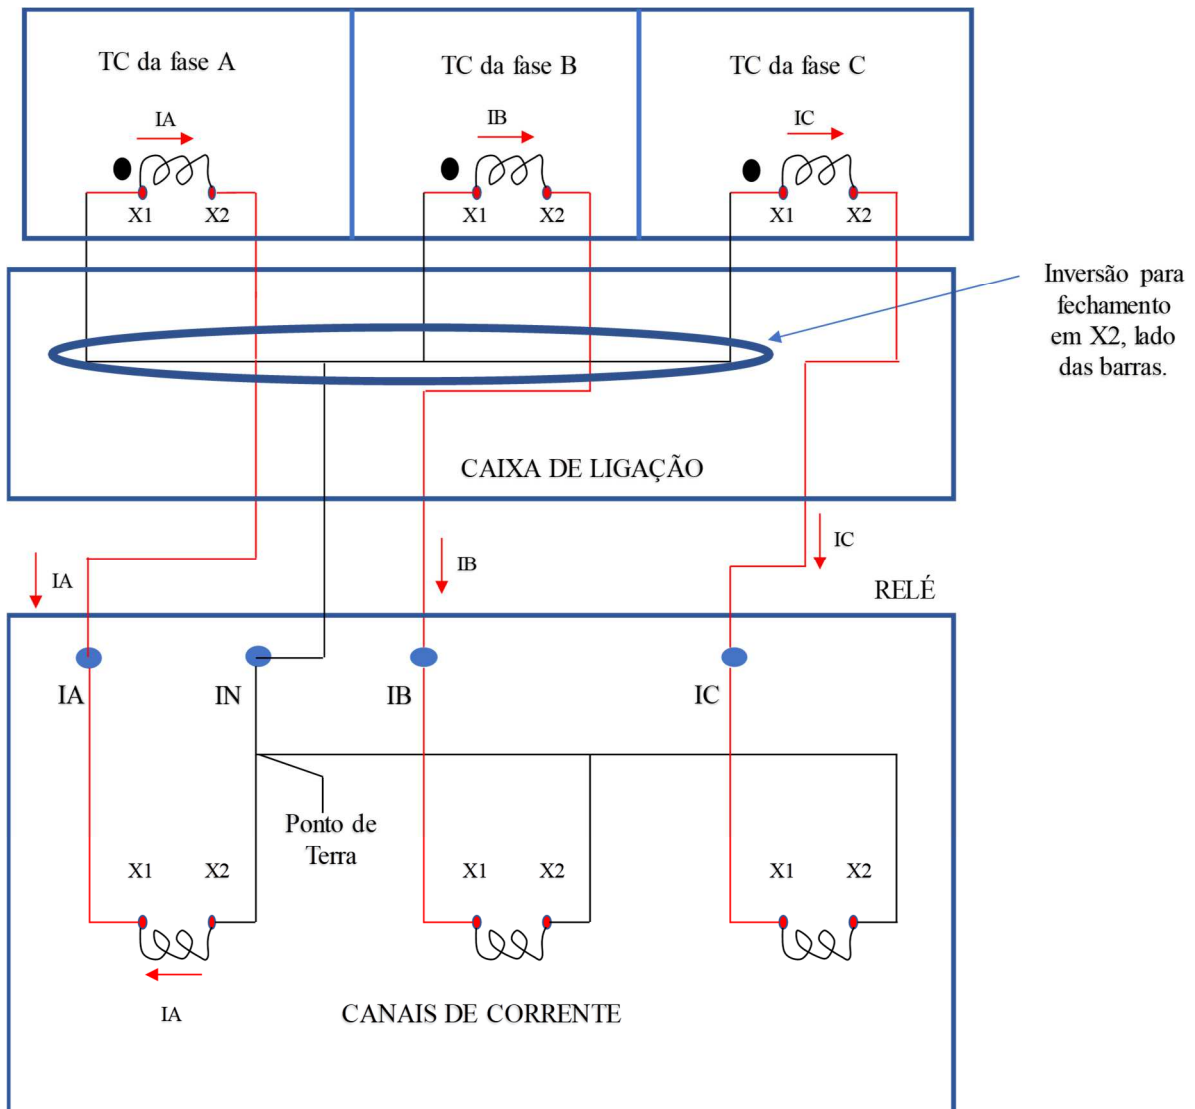 TC da fase A
TC da fase B
TC da fase C
IA
IB
IC
X1
X2
X1
X2
X1
X2
Inversão para
fechamento
em X2, lado
das barras.
CAIXA DE LIGAÇÃO
IA
IB
IC
RELÉ
IA
IN
IB
IC
Ponto de
Terra
X1
X2
X1
X2
X1
X2
IA
CANAIS DE CORRENTE